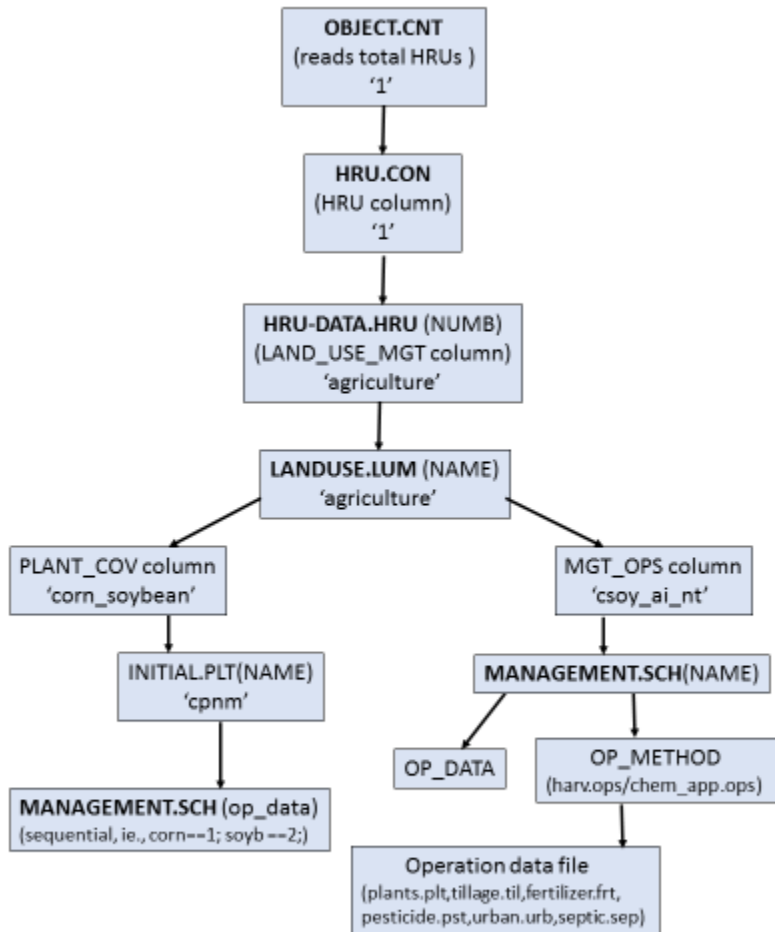 OBJECT.CNT
(reads total HRUs )
‘1’
HRU.CON
(HRU column)
‘1’
HRU-DATA.HRU (NUMB)
(LAND_USE_MGT column)
‘agriculture’
LANDUSE.LUM (NAME)
‘agriculture’
PLANT_COV column
‘corn_soybean’
MGT_OPS column
‘csoy_ai_nt’
INITIAL.PLT(NAME)
‘cpnm’
MANAGEMENT.SCH(NAME)
MANAGEMENT.SCH (op_data)
(sequential, ie., corn==1; soyb ==2;)
OP_DATA
OP_METHOD
(harv.ops/chem_app.ops)
Operation data file
(plants.plt,tillage.til,fertilizer.frt,
pesticide.pst,urban.urb,septic.sep)